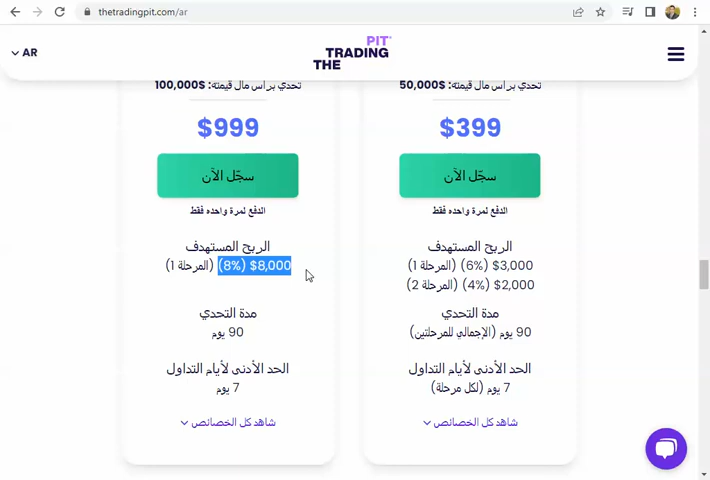 thetradingpit.com/ar
AR
PIT
TRADING
THE
تحدي برأس مال قيمته: $50,000
$399
سجّل الآن
الدفع لمرة واحده فقط
الربح المستهدف
$3,000 (6%) (المرحلة 1)
$2,000 (4%) (المرحلة 2)
مدة التحدي
90 يوم (الإجمالي للمرحلتين)
الحد الأدنى لأيام التداول
7 يوم (لكل مرحلة)
شاهد كل الخصائص
تحدي برأس مال قيمته: $100,000
$999
سجّل الآن
الدفع لمرة واحده فقط
الربح المستهدف
$8,000 (8%) (المرحلة 1)
مدة التحدي
90 يوم
الحد الأدنى لأيام التداول
7 يوم
شاهد كل الخصائص